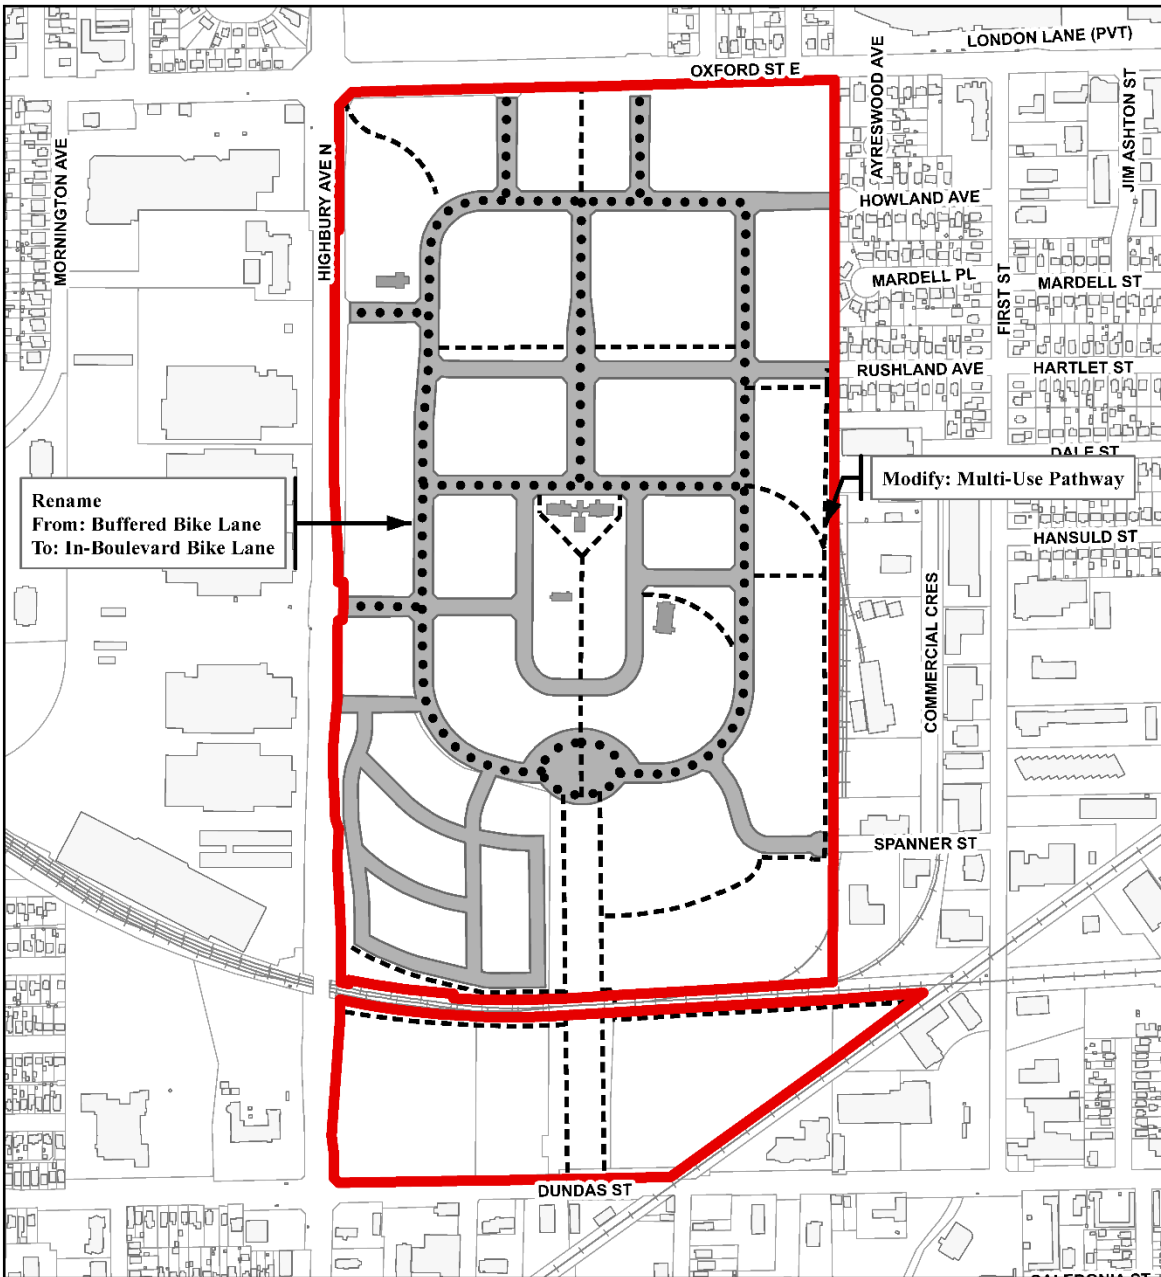 LONDON LANE (PVT)
OXFORD ST E
AYRESWOOD AVE
JIM ASHTON ST
MORNINGTON AVE
HIGHBURY AVE N
HOWLAND AVE
MARDELL PL
FIRST ST
MARDELL ST
RUSHLAND AVE
HARTLET ST
DALE ST
Modify: Multi-Use Pathway
Rename
From: Buffered Bike Lane
To: In-Boulevard Bike Lane
HANSULD ST
COMMERCIAL CRES
SPANNER ST
DUNDAS ST